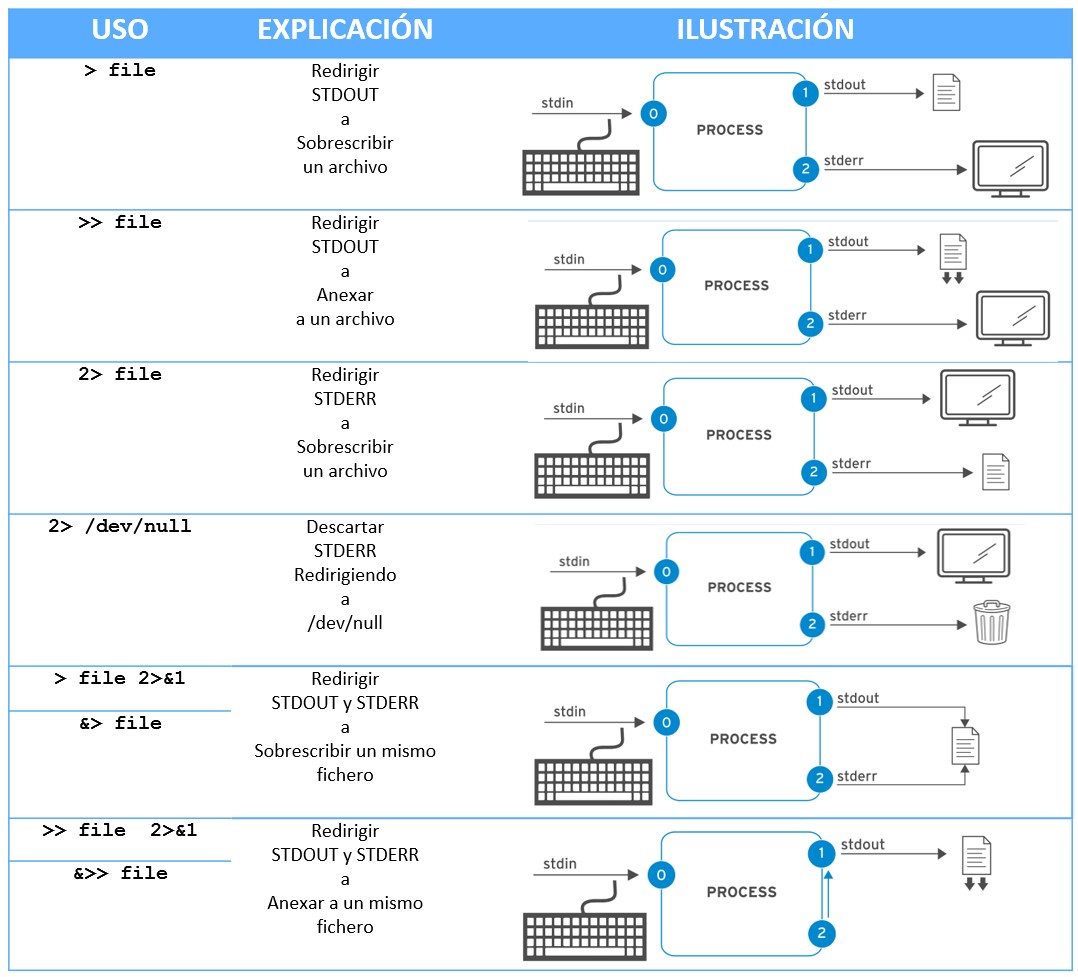 USO EXPLICACIÓN ILUSTRACIÓN
> file
Redirigir
STDOUT
a
Sobrescribir
un archivo
stdin
0
PROCESS
1
stdout
2
stderr
>> file
Redirigir
STDOUT
a
Anexar
a un archivo
stdin
0
PROCESS
1
stdout
2
stderr
2> file
Redirigir
STDERR
a
Sobrescribir
un archivo
stdin
0
PROCESS
1
stdout
2
stderr
2> /dev/null
Descartar
STDERR
Redirigiendo
a
/dev/null
stdin
0
PROCESS
1
stdout
2
stderr
> file 2>&1
&> file
Redirigir
STDOUT y STDERR
a
Sobrescribir un mismo
fichero
stdin
0
PROCESS
1
stdout
2
stderr
>> file  2>&1
&>> file
Redirigir
STDOUT y STDERR
a
Anexar a un mismo
fichero
stdin
0
PROCESS
1
stdout
2